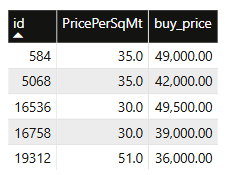 id PricePerSqMt buy_price
584 35.0 49,000.00
5068 35.0 42,000.00
16536 30.0 49,500.00
16758 30.0 39,000.00
19312 51.0 36,000.00